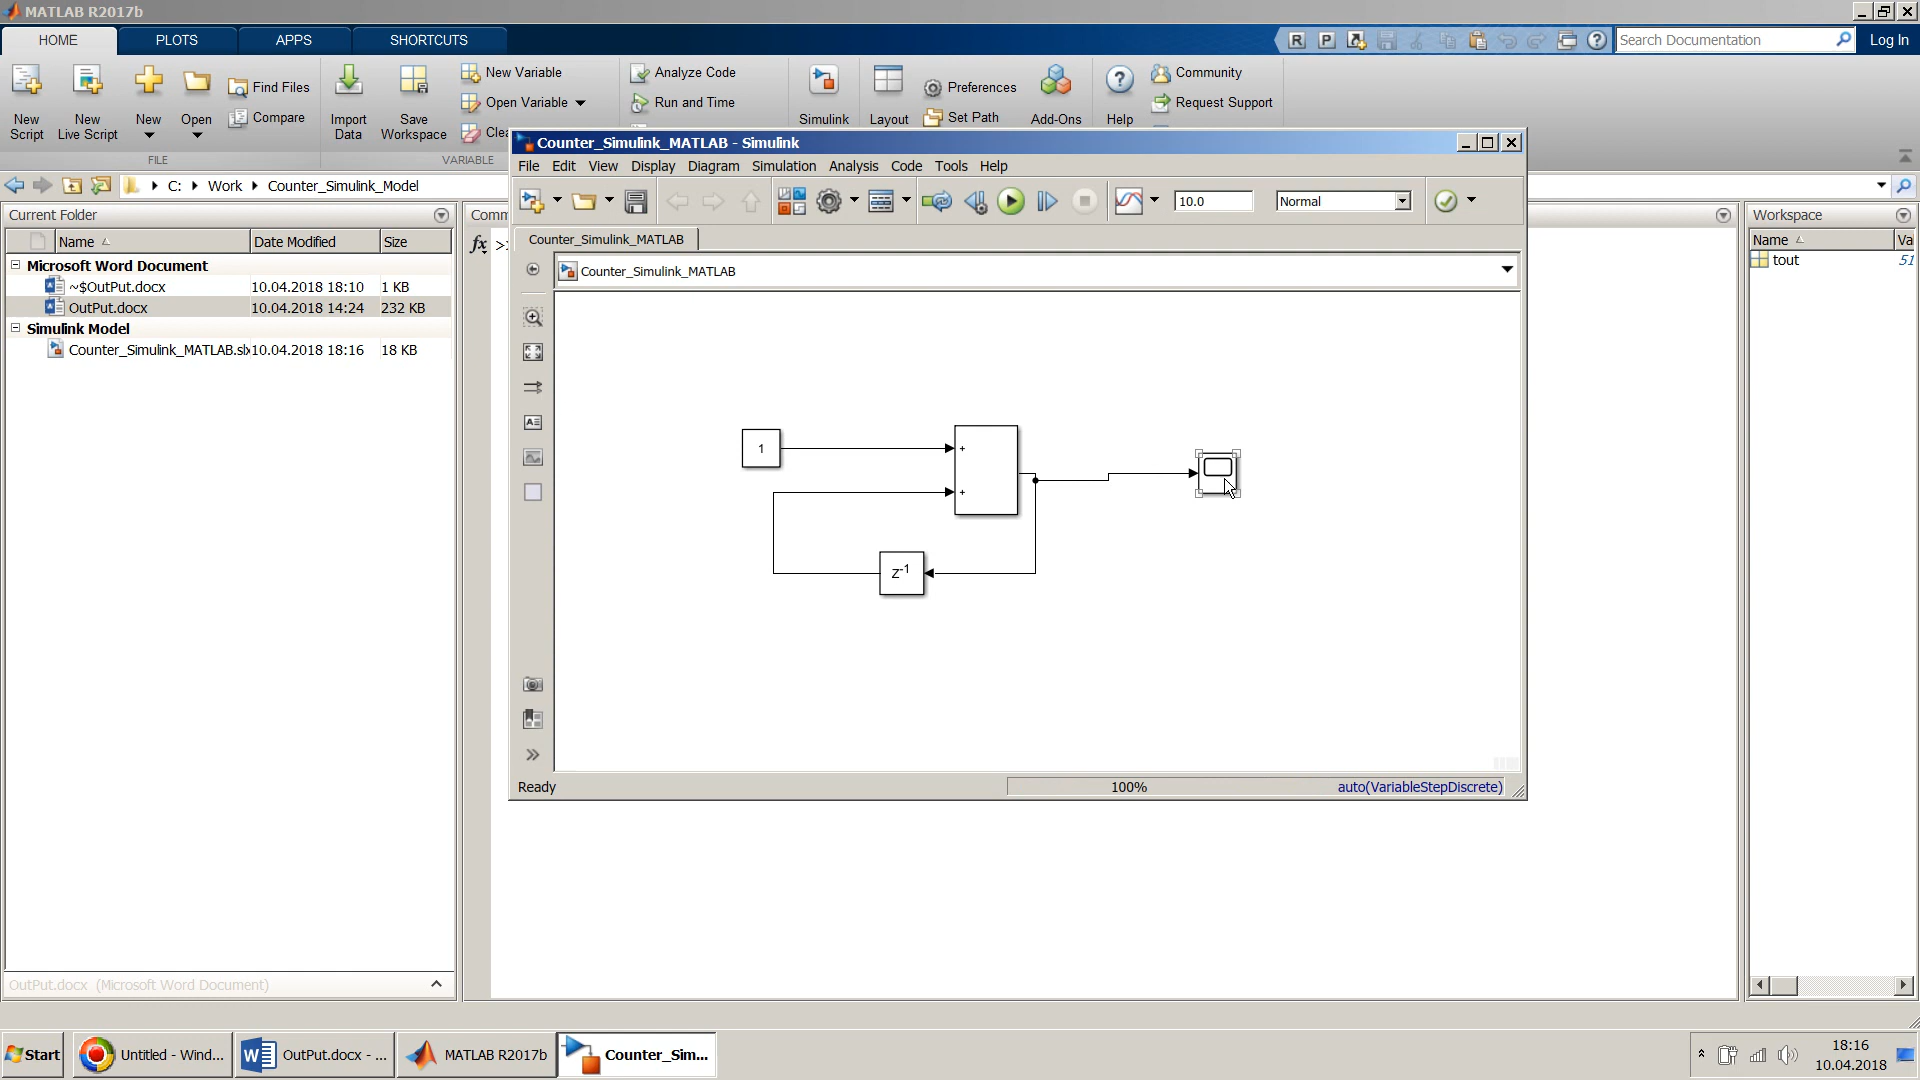 MATLAB R2017b
HOME PLOTS APPS SHORTCUTS
Search Documentation
Log In
New Script
New Live Script
New
Open
Find Files
Compare
Import Data
Save Workspace
New Variable
Open Variable
Analyze Code
Run and Time
Simulink
Layout
Preferences
Set Path
Add-Ons
Help
Community
Request Support
FILE
VARIABLE
C: Work Counter_Simulink_Model
Current Folder
Name Date Modified Size
Microsoft Word Document
~$OutPut.docx 10.04.2018 18:10 1 KB
OutPut.docx 10.04.2018 14:24 232 KB
Simulink Model
Counter_Simulink_MATLAB.slx 10.04.2018 18:16 18 KB
OutPut.docx (Microsoft Word Document)
Comm
fx >
Counter_Simulink_MATLAB - Simulink
File Edit View Display Diagram Simulation Analysis Code Tools Help
10.0
Normal
Counter_Simulink_MATLAB
Counter_Simulink_MATLAB
1
+
+
Z-1
Ready
100%
auto(VariableStepDiscrete)
Workspace
Name Va
tout 51
Start
Untitled - Wind...
OutPut.docx - ...
MATLAB R2017b
Counter_Sim...
18:16
10.04.2018